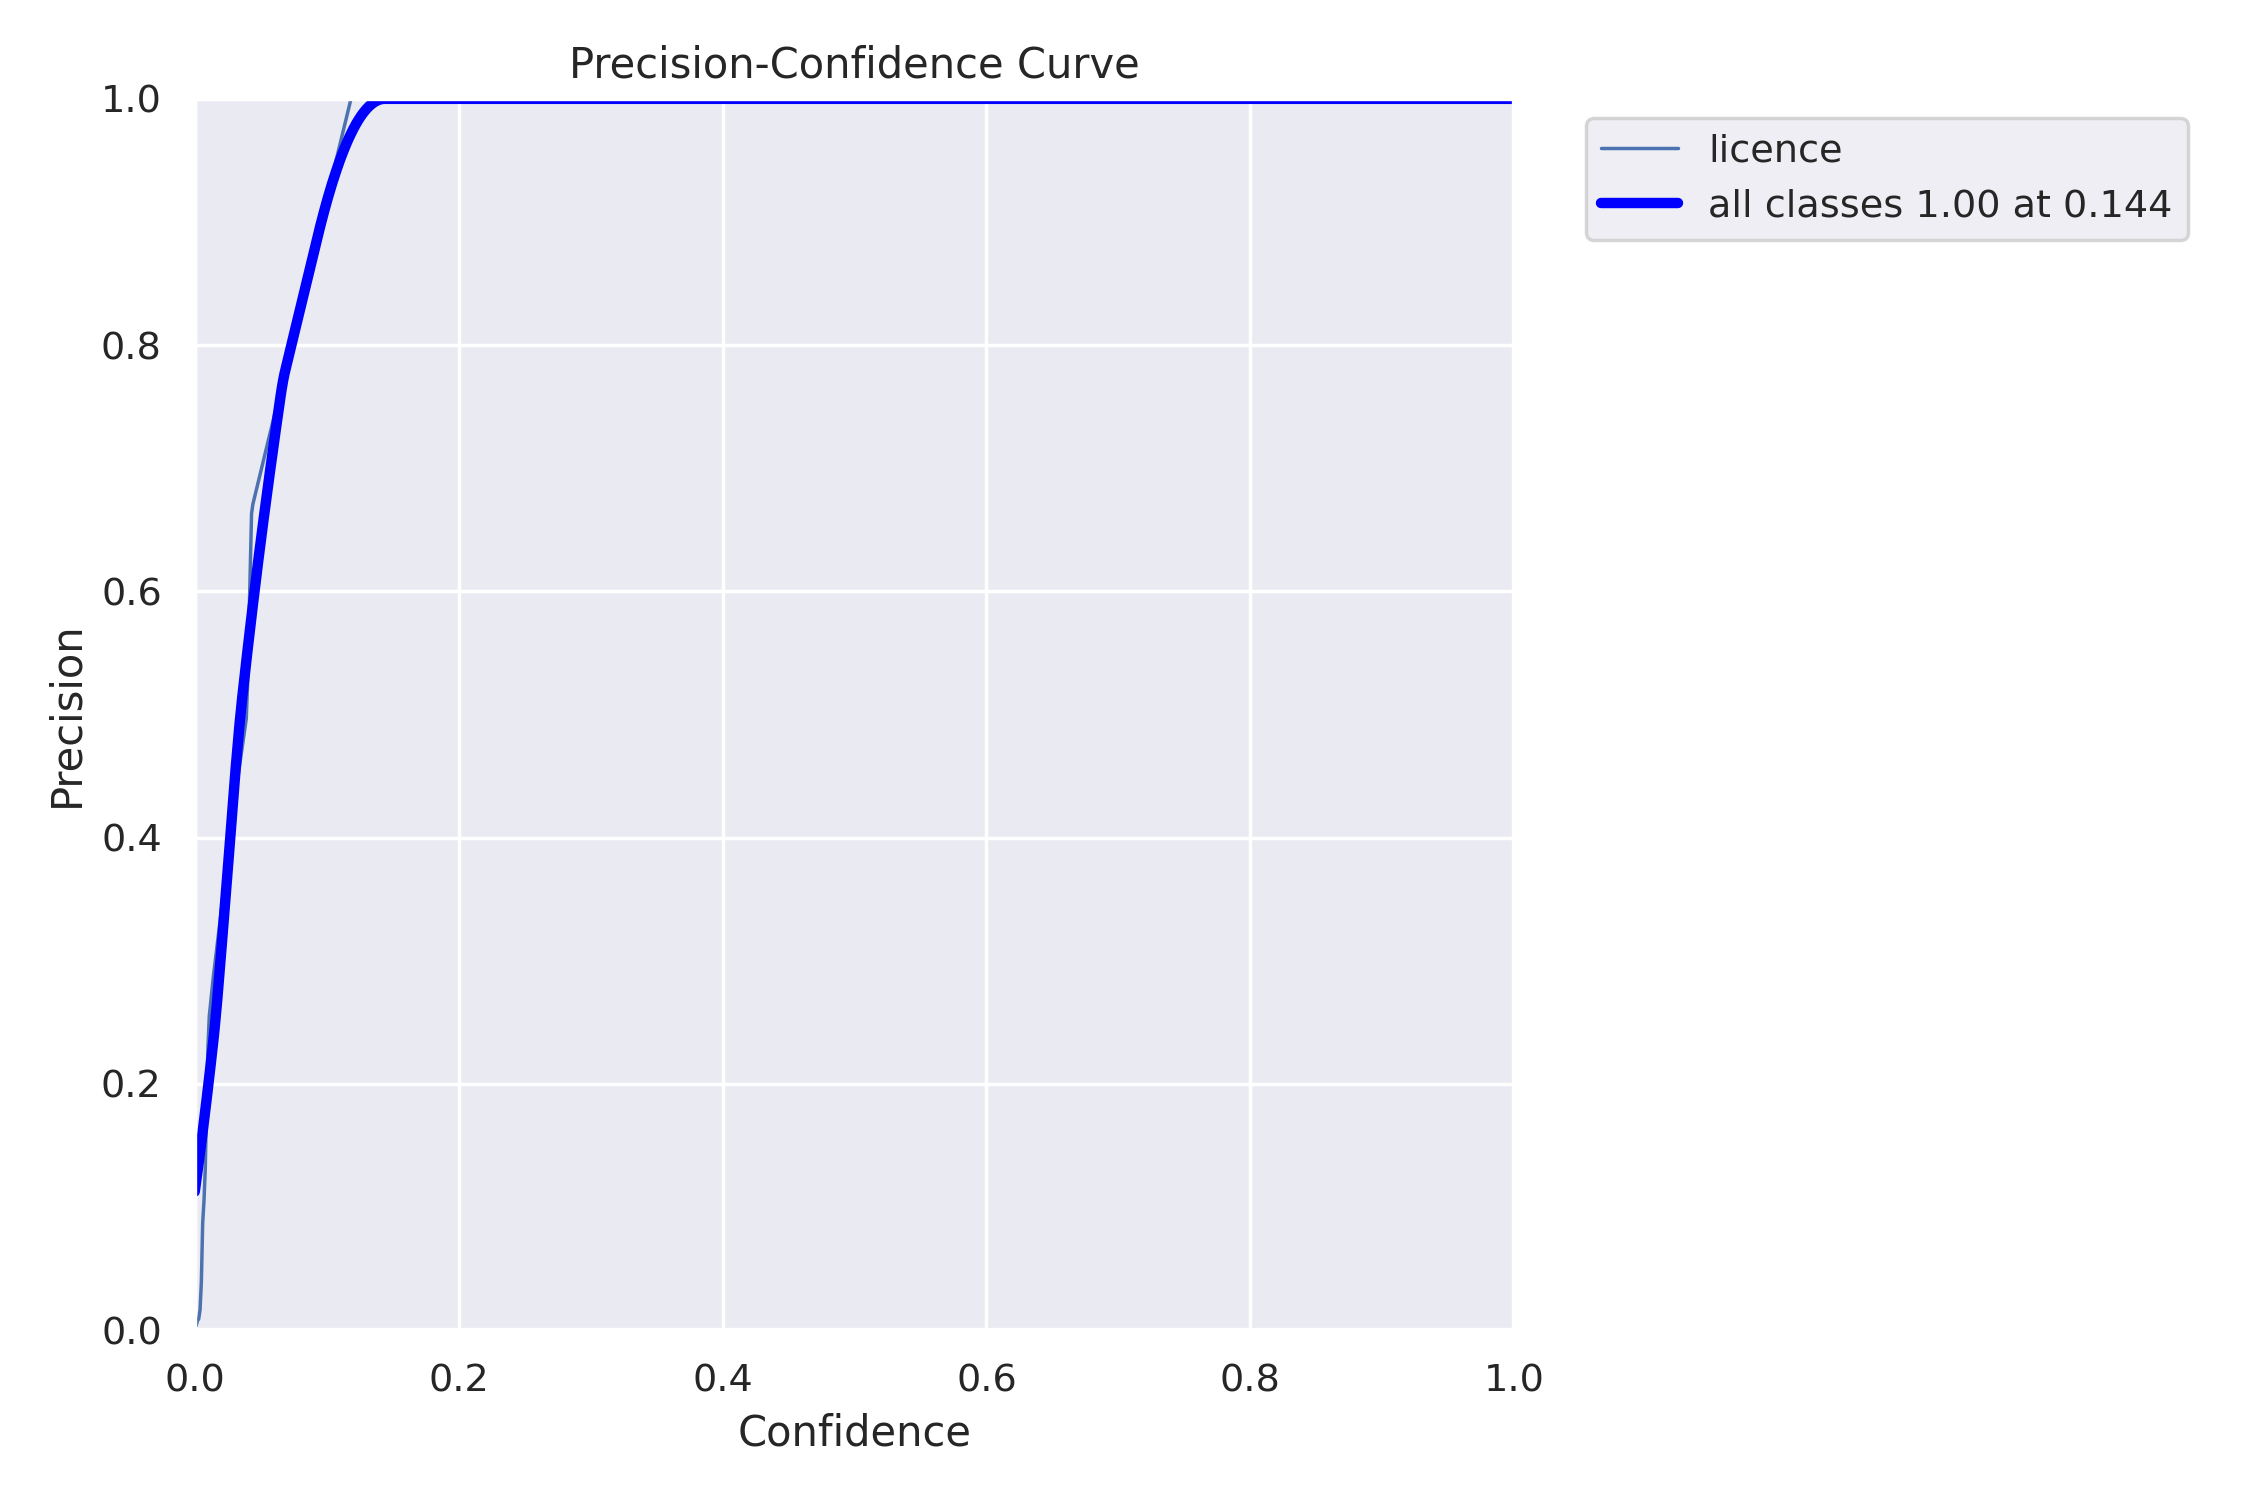 Precision-Confidence Curve
1.0
0.8
0.6
0.4
0.2
0.0
Precision
0.0 0.2 0.4 0.6 0.8 1.0
Confidence
licence
all classes 1.00 at 0.144